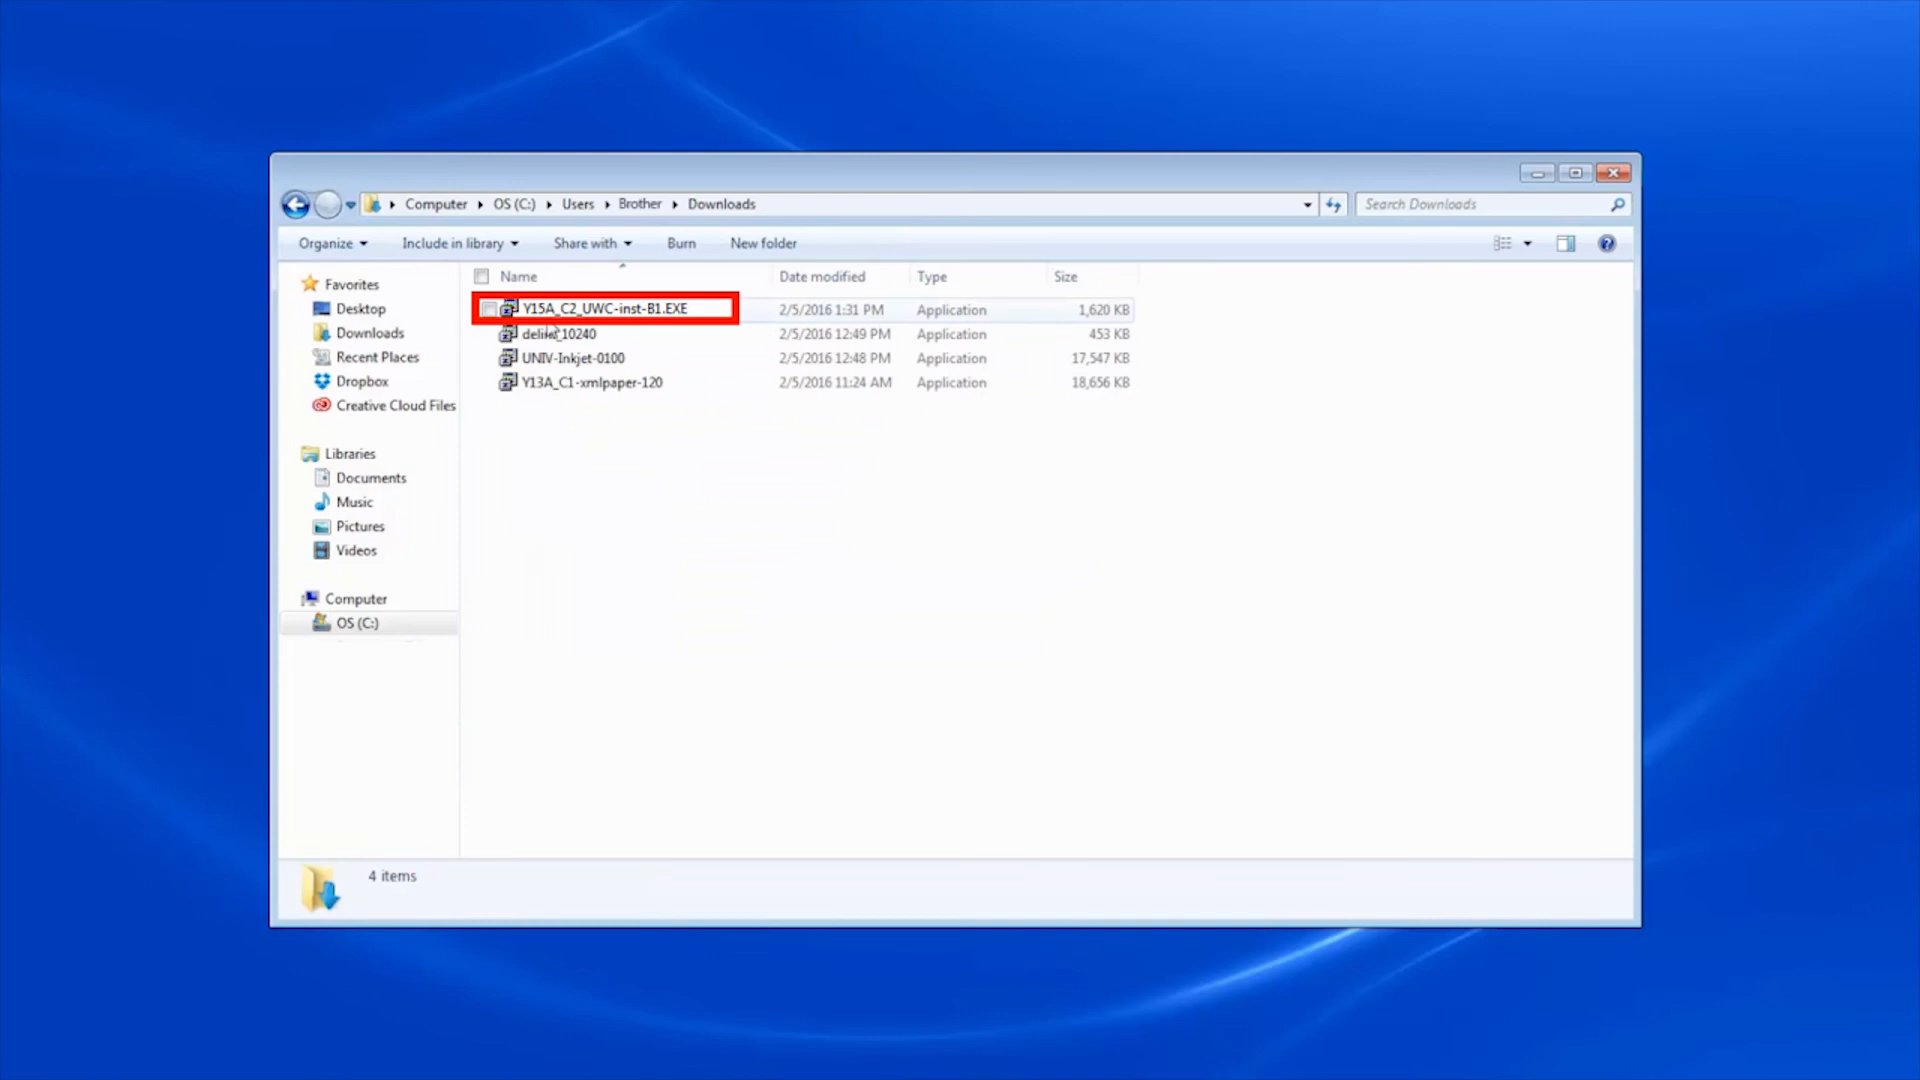 Computer OS (C:) Users Brother Downloads
Search Downloads
Organize Include in library Share with Burn New folder
Favorites
Desktop
Downloads
Recent Places
Dropbox
Creative Cloud Files
Libraries
Documents
Music
Pictures
Videos
Computer
OS (C:)
Name Date modified Type Size
Y15A_C2_UWC-inst-B1.EXE 2/5/2016 1:31 PM Application 1,620 KB
10240 2/5/2016 12:49 PM Application 453 KB
UNIV-Inkjet-0100 2/5/2016 12:48 PM Application 17,547 KB
Y13A_C1-xmlpaper-120 2/5/2016 11:24 AM Application 18,656 KB
4 items